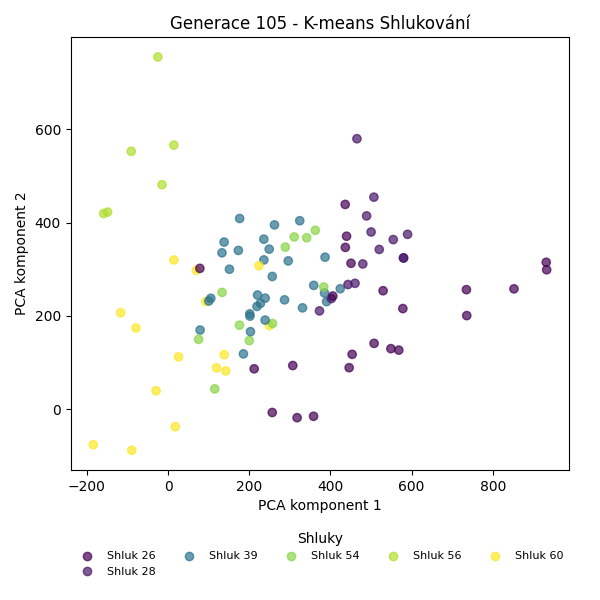 Generace 105 - K-means Shlukování
PCA komponent 2
600
400
200
0
−200
0
200
400
600
800
PCA komponent 1
Shluky
Shluk 26
Shluk 39
Shluk 54
Shluk 56
Shluk 60
Shluk 28